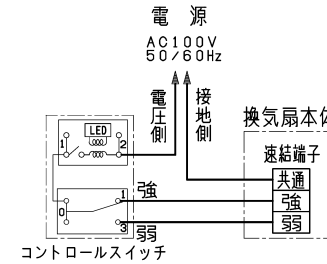 電源
AC100V
50/60Hz
電圧側
接地側
換気扇本体
速結端子
LED
1
2
共通
強
弱
強
弱
1
0
3
コントロールスイッチ